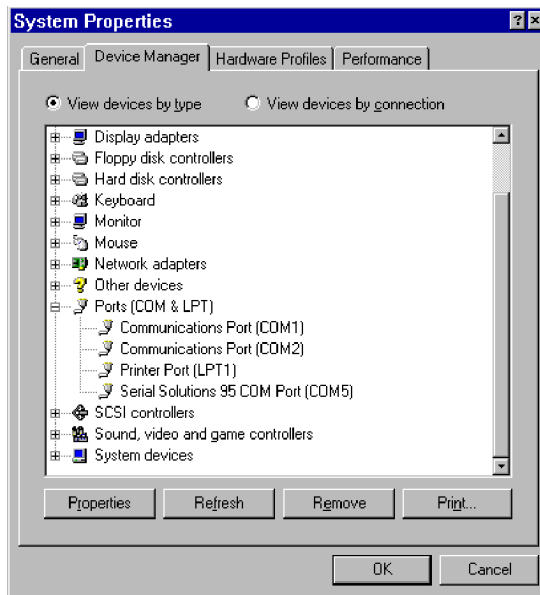 System Properties
General Device Manager Hardware Profiles Performance
View devices by type View devices by connection
Display adapters
Floppy disk controllers
Hard disk controllers
Keyboard
Monitor
Mouse
Network adapters
Other devices
Ports (COM & LPT)
Communications Port (COM1)
Communications Port (COM2)
Printer Port (LPT1)
Serial Solutions 95 COM Port (COM5)
SCSI controllers
Sound, video and game controllers
System devices
Properties Refresh Remove Print...
OK Cancel